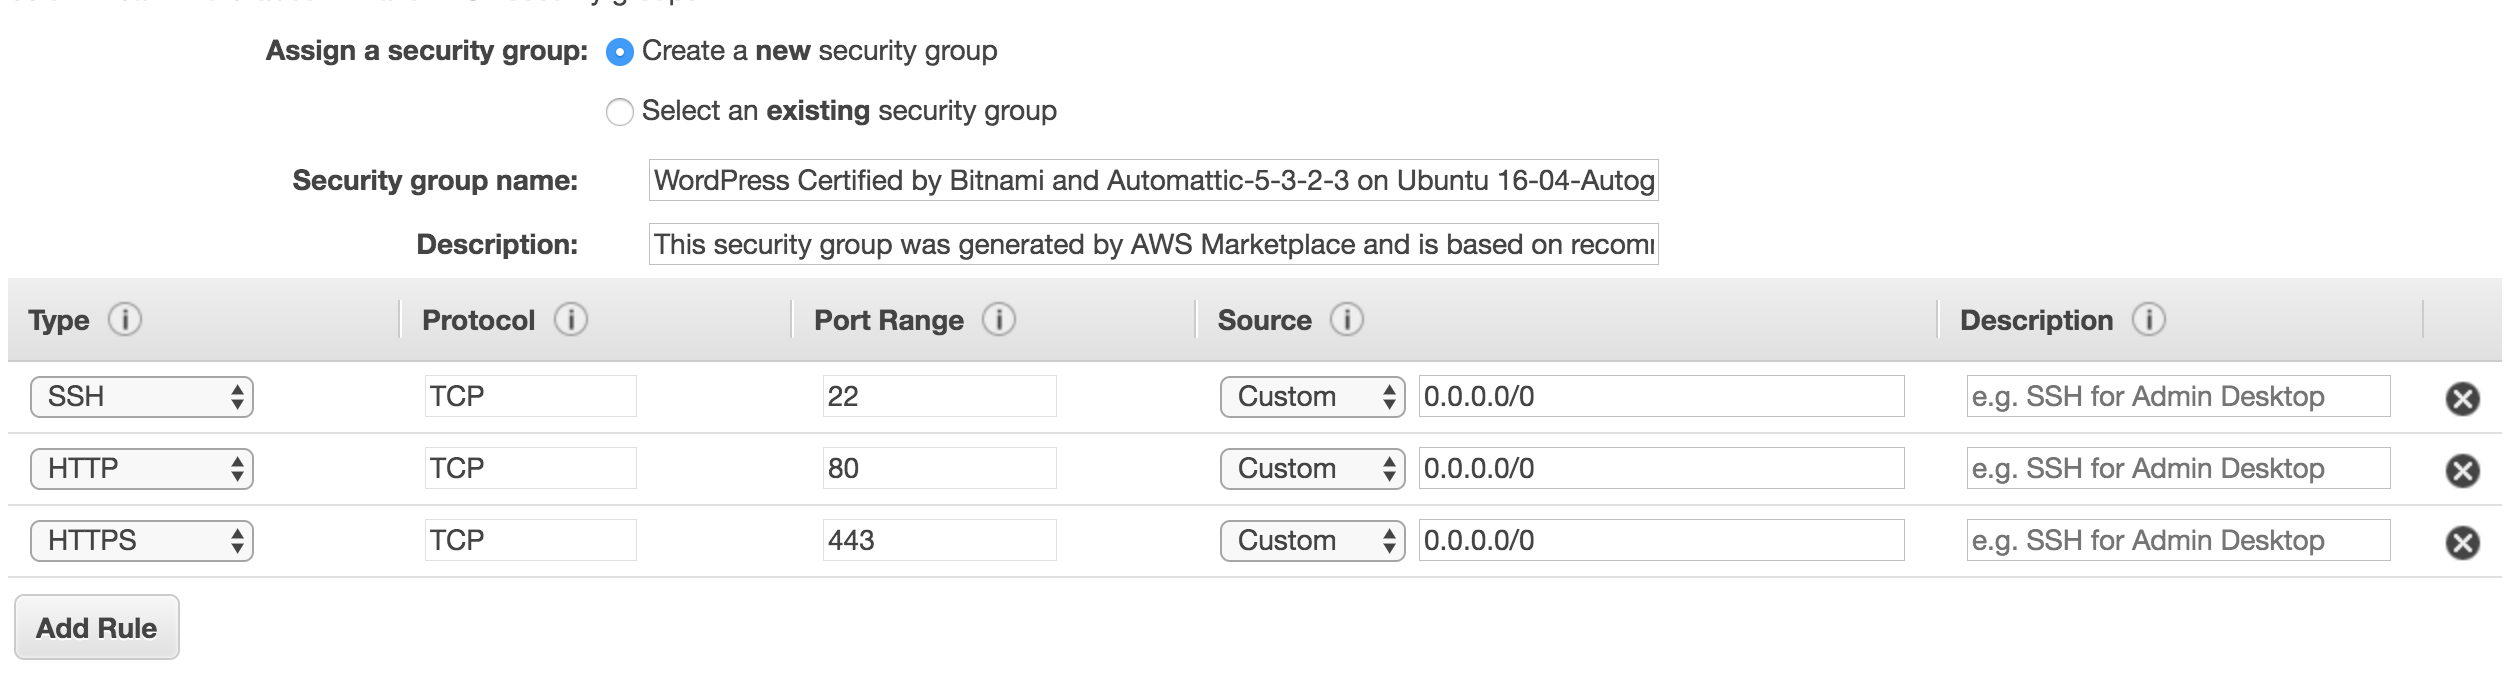 Assign a security group: Create a new security group
Select an existing security group
Security group name: WordPress Certified by Bitnami and Automattic-5-3-2-3 on Ubuntu 16-04-Autog
Description: This security group was generated by AWS Marketplace and is based on
Type Protocol Port Range Source Description
SSH TCP 22 Custom 0.0.0.0/0 e.g. SSH for Admin Desktop
HTTP TCP 80 Custom 0.0.0.0/0 e.g. SSH for Admin Desktop
HTTPS TCP 443 Custom 0.0.0.0/0 e.g. SSH for Admin Desktop
Add Rule